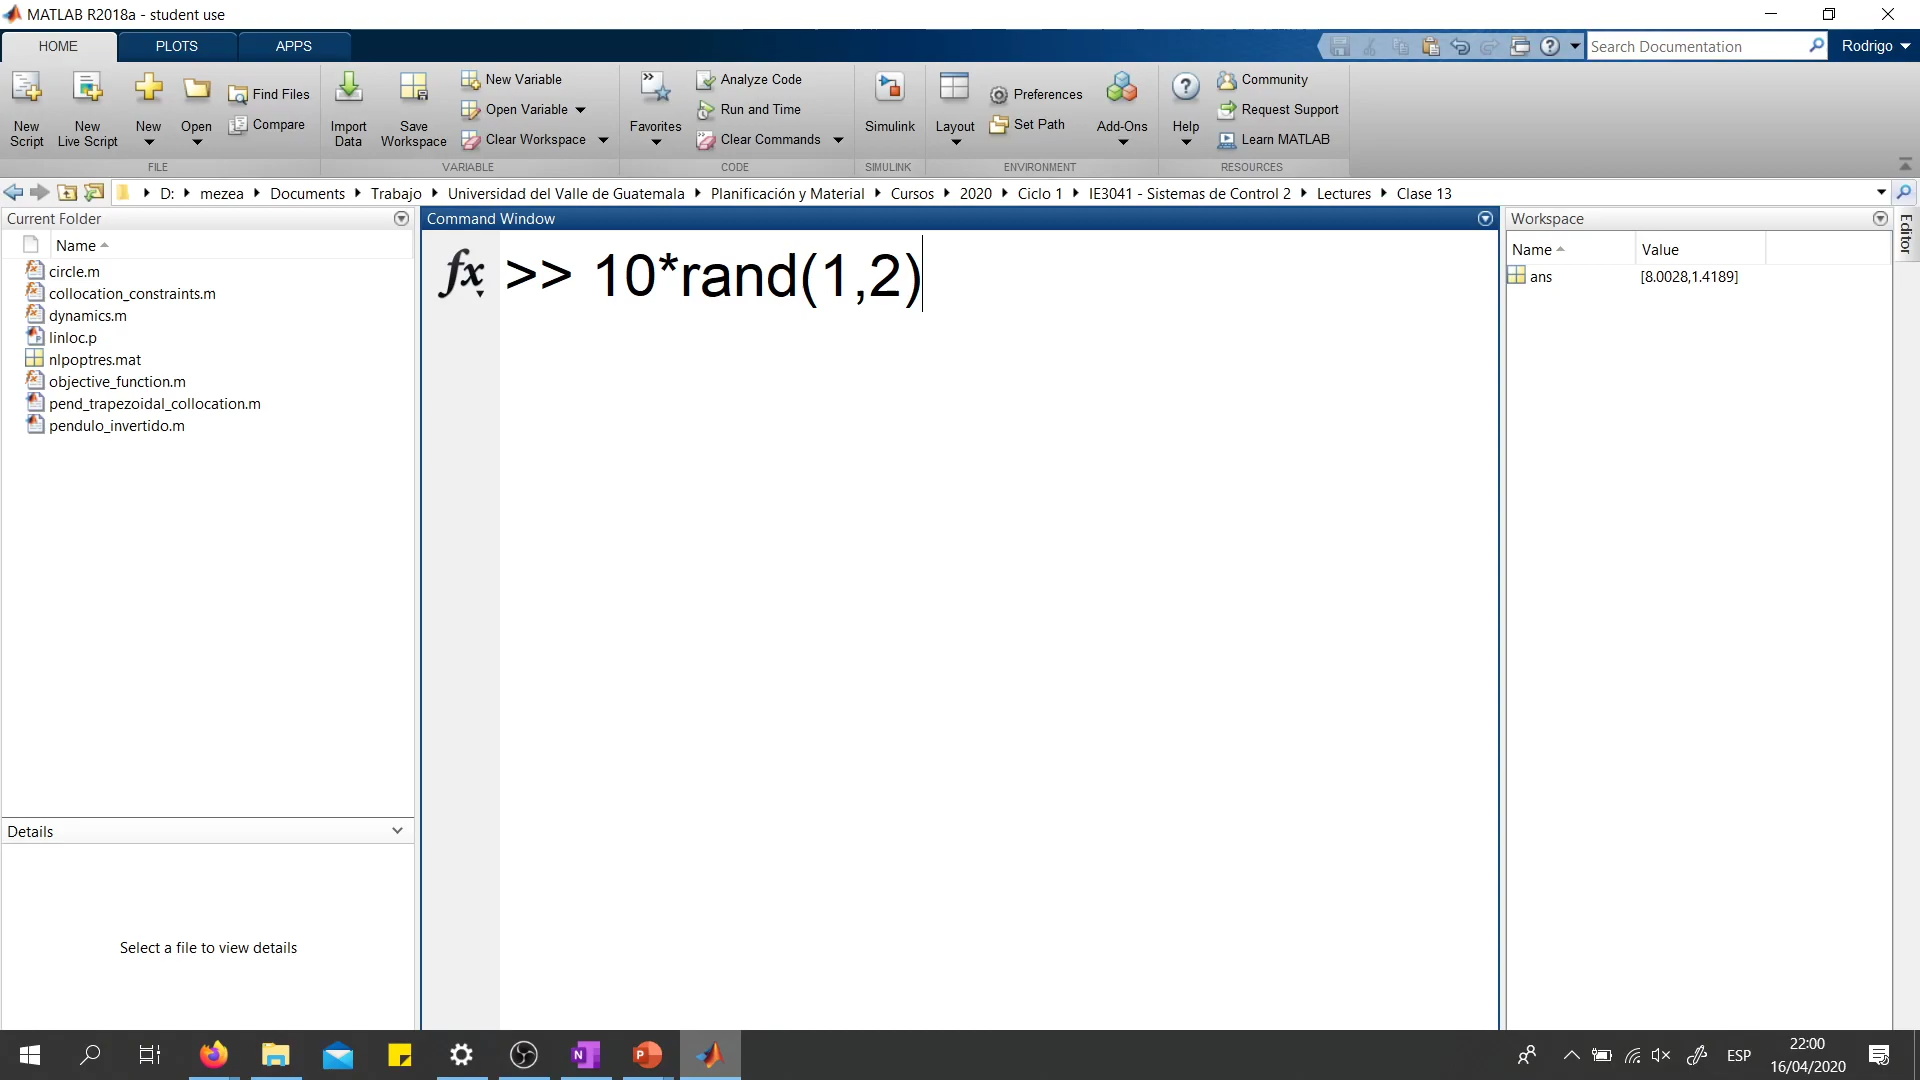 MATLAB R2018a - student use
HOME PLOTS APPS
Search Documentation
Rodrigo
New Script
New Live Script
New
Open
Find Files
Compare
FILE
Import Data
Save Workspace
New Variable
Open Variable
Clear Workspace
VARIABLE
Favorites
Analyze Code
Run and Time
Clear Commands
CODE
Simulink
SIMULINK
Layout
Preferences
Set Path
Add-Ons
ENVIRONMENT
Help
Community
Request Support
Learn MATLAB
RESOURCES
D: mezea Documents Trabajo Universidad del Valle de Guatemala Planificación y Material Cursos 2020 Ciclo 1 IE3041 - Sistemas de Control 2 Lectures Clase 13
Current Folder
Name
circle.m
collocation_constraints.m
dynamics.m
linloc.p
nlpoptres.mat
objective_function.m
pend_trapezoidal_collocation.m
pendulo_invertido.m
Details
Select a file to view details
Command Window
fx >> 10*rand(1,2)
Workspace
Name Value
ans [8.0028,1.4189]
Editor
ESP
22:00
16/04/2020